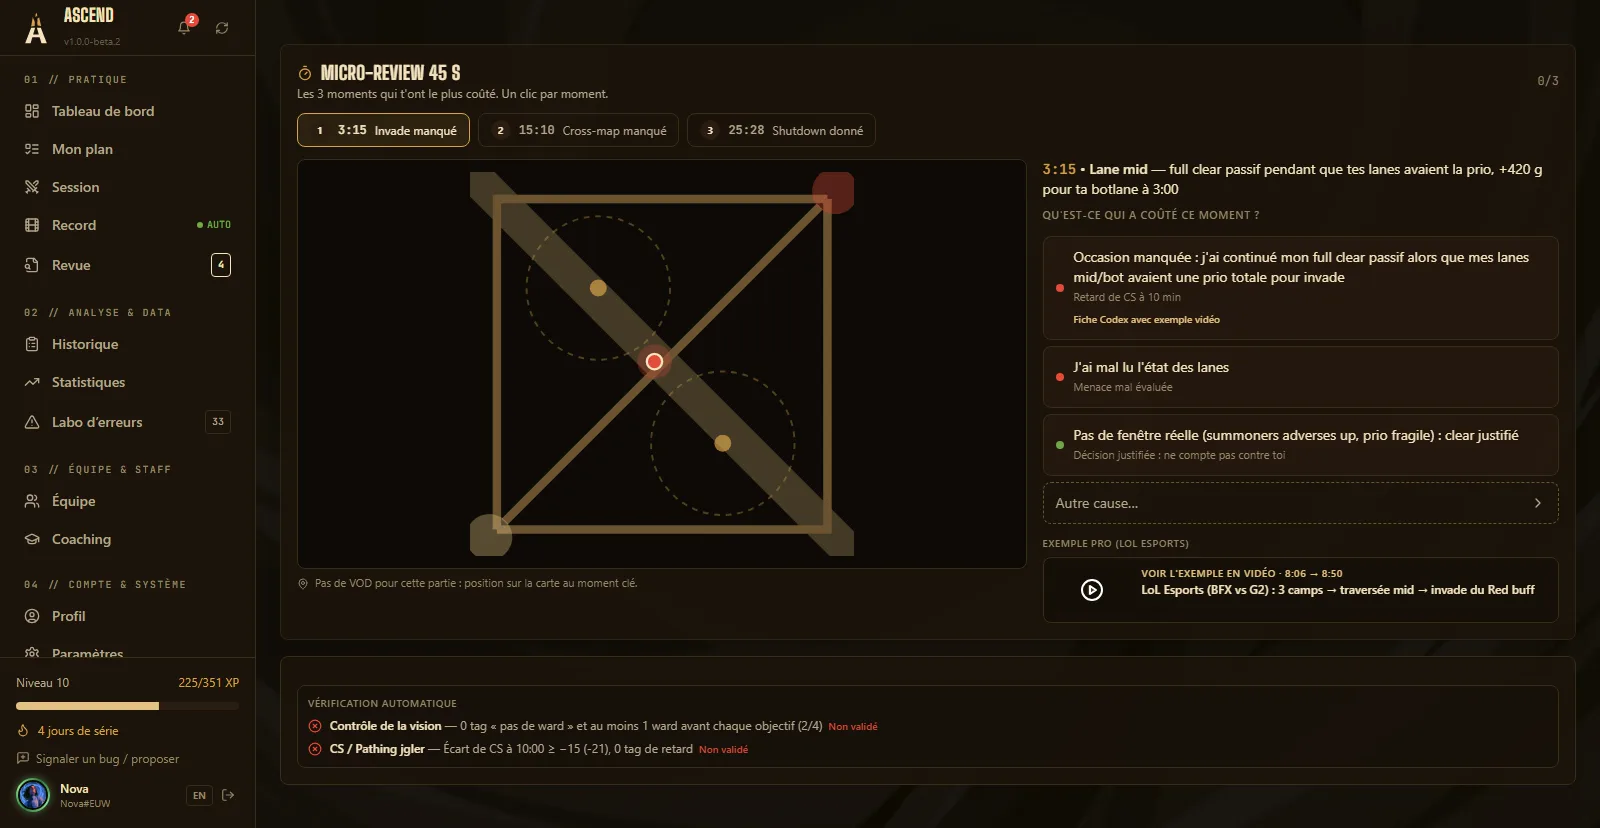 ASCEND
v1.0.0-beta.2
2
01 // PRATIQUE
Tableau de bord
Mon plan
Session
Record
AUTO
Revue
4
02 // ANALYSE & DATA
Historique
Statistiques
Labo d'erreurs
33
03 // ÉQUIPE & STAFF
Équipe
Coaching
04 // COMPTE & SYSTÈME
Profil
Paramètres
Niveau 10
225/351 XP
4 jours de série
Signaler un bug / proposer
Nova
Nova#EUW
EN
MICRO-REVIEW 45 S
Les 3 moments qui t'ont le plus coûté. Un clic par moment.
0/3
1 3:15 Invade manqué
2 15:10 Cross-map manqué
3 25:28 Shutdown donné
Pas de VOD pour cette partie : position sur la carte au moment clé.
3:15 • Lane mid — full clear passif pendant que tes lanes avaient la prio, +420 g
pour ta botlane à 3:00
QU'EST-CE QUI A COÛTÉ CE MOMENT ?
Occasion manquée : j'ai continué mon full clear passif alors que mes lanes
mid/bot avaient une prio totale pour invade
Retard de CS à 10 min
Fiche Codex avec exemple vidéo
J'ai mal lu l'état des lanes
Menace mal évaluée
Pas de fenêtre réelle (summoners adverses up, prio fragile) : clear justifié
Décision justifiée : ne compte pas contre toi
Autre cause...
EXEMPLE PRO (LOL ESPORTS)
VOIR L'EXEMPLE EN VIDÉO · 8:06 → 8:50
LoL Esports (BFX vs G2) : 3 camps → traversée mid → invade du Red buff
VÉRIFICATION AUTOMATIQUE
Contrôle de la vision — 0 tag « pas de ward » et au moins 1 ward avant chaque objectif (2/4) Non validé
CS / Pathing jgler — Écart de CS à 10:00 ≥ −15 (-21), 0 tag de retard Non validé